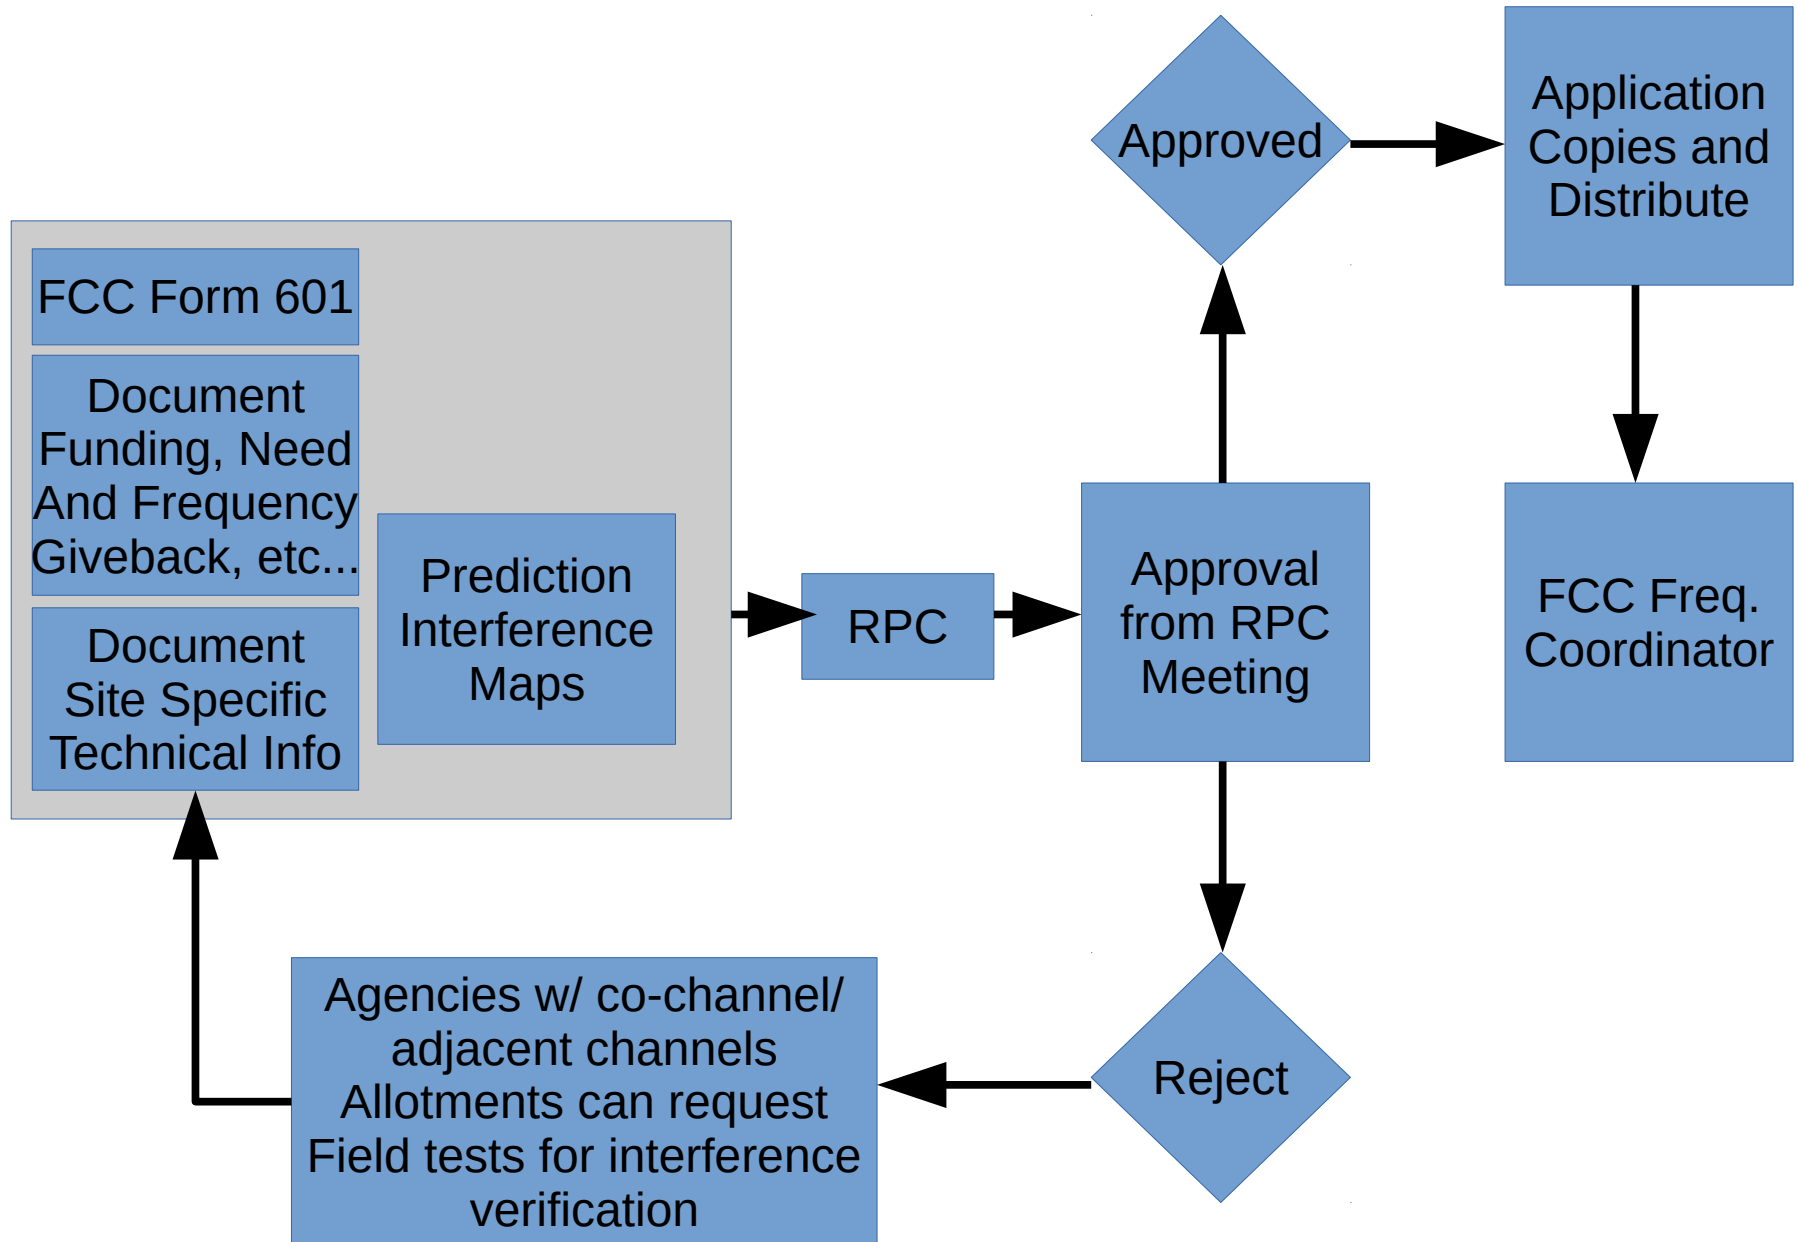 FCC Form 601
Document
Funding, Need
And Frequency
Giveback, etc...
Document
Site Specific
Technical Info
Prediction
Interference
Maps
RPC
Approval
from RPC
Meeting
Approved
Application
Copies and
Distribute
FCC Freq.
Coordinator
Reject
Agencies w/ co-channel/
adjacent channels
Allotments can request
Field tests for interference
verification